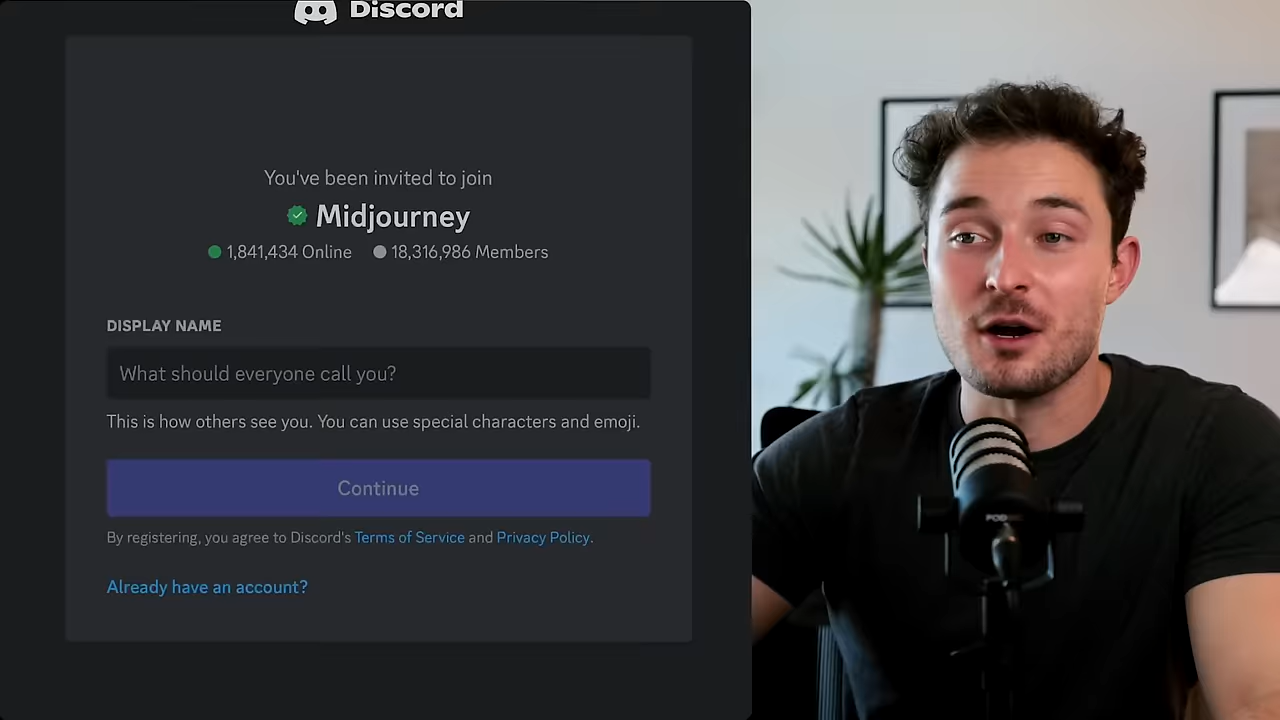 Discord
You've been invited to join
Midjourney
1,841,434 Online 18,316,986 Members
DISPLAY NAME
What should everyone call you?
This is how others see you. You can use special characters and emoji.
Continue
By registering, you agree to Discord's Terms of Service and Privacy Policy.
Already have an account?
POD